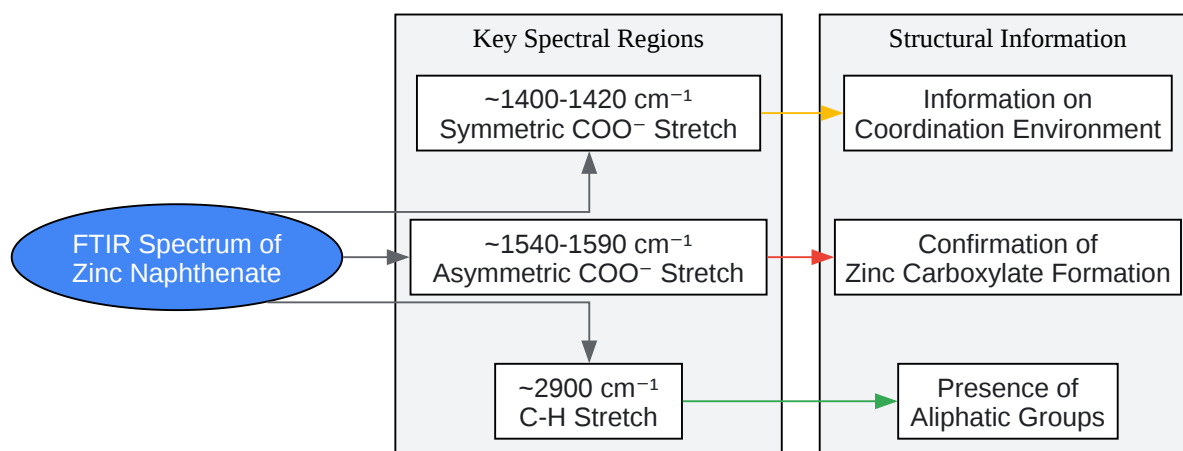 Key Spectral Regions
Structural Information
~1400-1420 cm⁻¹
Symmetric COO⁻ Stretch
Information on
Coordination Environment
FTIR Spectrum of
Zinc Naphthenate
~1540-1590 cm⁻¹
Asymmetric COO⁻ Stretch
Confirmation of
Zinc Carboxylate Formation
~2900 cm⁻¹
C-H Stretch
Presence of
Aliphatic Groups